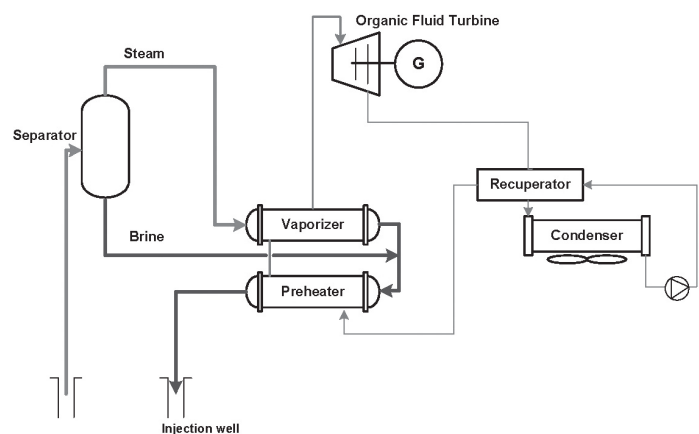 Organic Fluid Turbine
Steam
G
Separator
Recuperator
Vaporizer
Condenser
Brine
Preheater
Injection well